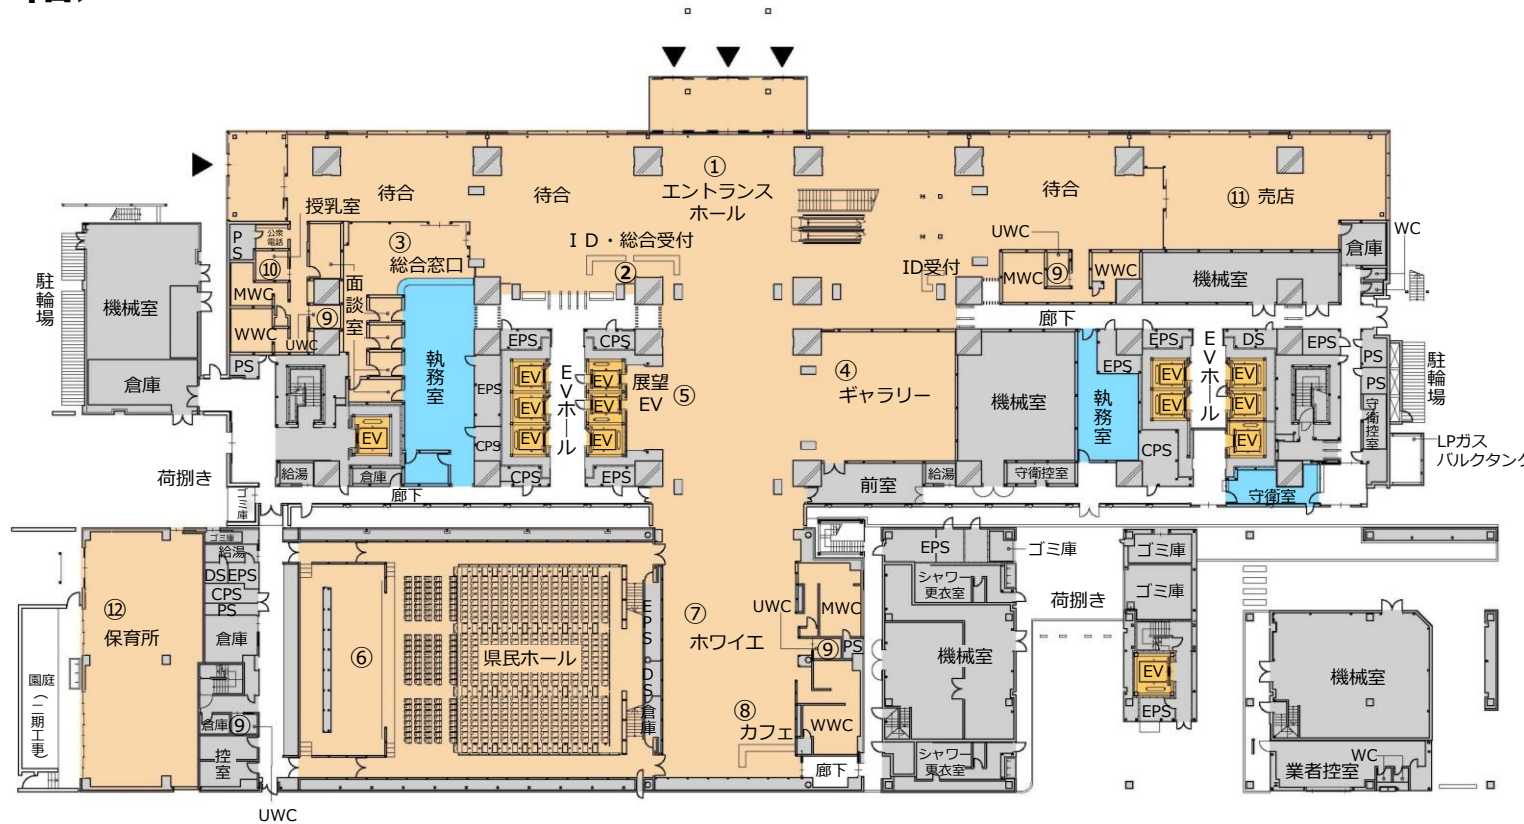 ①
エントランス
ホール
待合
待合
待合
⑪ 売店
授乳室
公衆
電話
PS
⑩
MWC
WWC
UWC
⑨
面談室
③
総合窓口
ID・総合受付
②
ID受付
UWC
MWC
⑨
WWC
機械室
倉庫
WC
駐輪場
機械室
倉庫
PS
執務室
EPS
EPS
CPS
EV
EV
EV
CPS
EVホール
CPS
EV
EV
EV
EPS
展望
EV
⑤
④
ギャラリー
機械室
廊下
執務室
EPS
EPS
EV
EV
CPS
EVホール
DS
EV
EV
EV
EPS
PS
PS
守衛控室
駐輪場
LPガス
バルクタンク
守衛室
荷捌き
EV
給湯
倉庫
廊下
ゴミ庫
前室
給湯
守衛控室
⑫
保育所
園庭
(二期工事)
ゴミ庫
給湯
DS
EPS
CPS
PS
倉庫
倉庫
⑨
控室
UWC
⑥
県民ホール
EPS
DS
倉庫
⑦
ホワイエ
⑧
カフェ
UWC
MWC
⑨
PS
WWC
廊下
EPS
ゴミ庫
シャワー
更衣室
機械室
シャワー
更衣室
荷捌き
ゴミ庫
ゴミ庫
EV
EPS
機械室
WC
業者控室